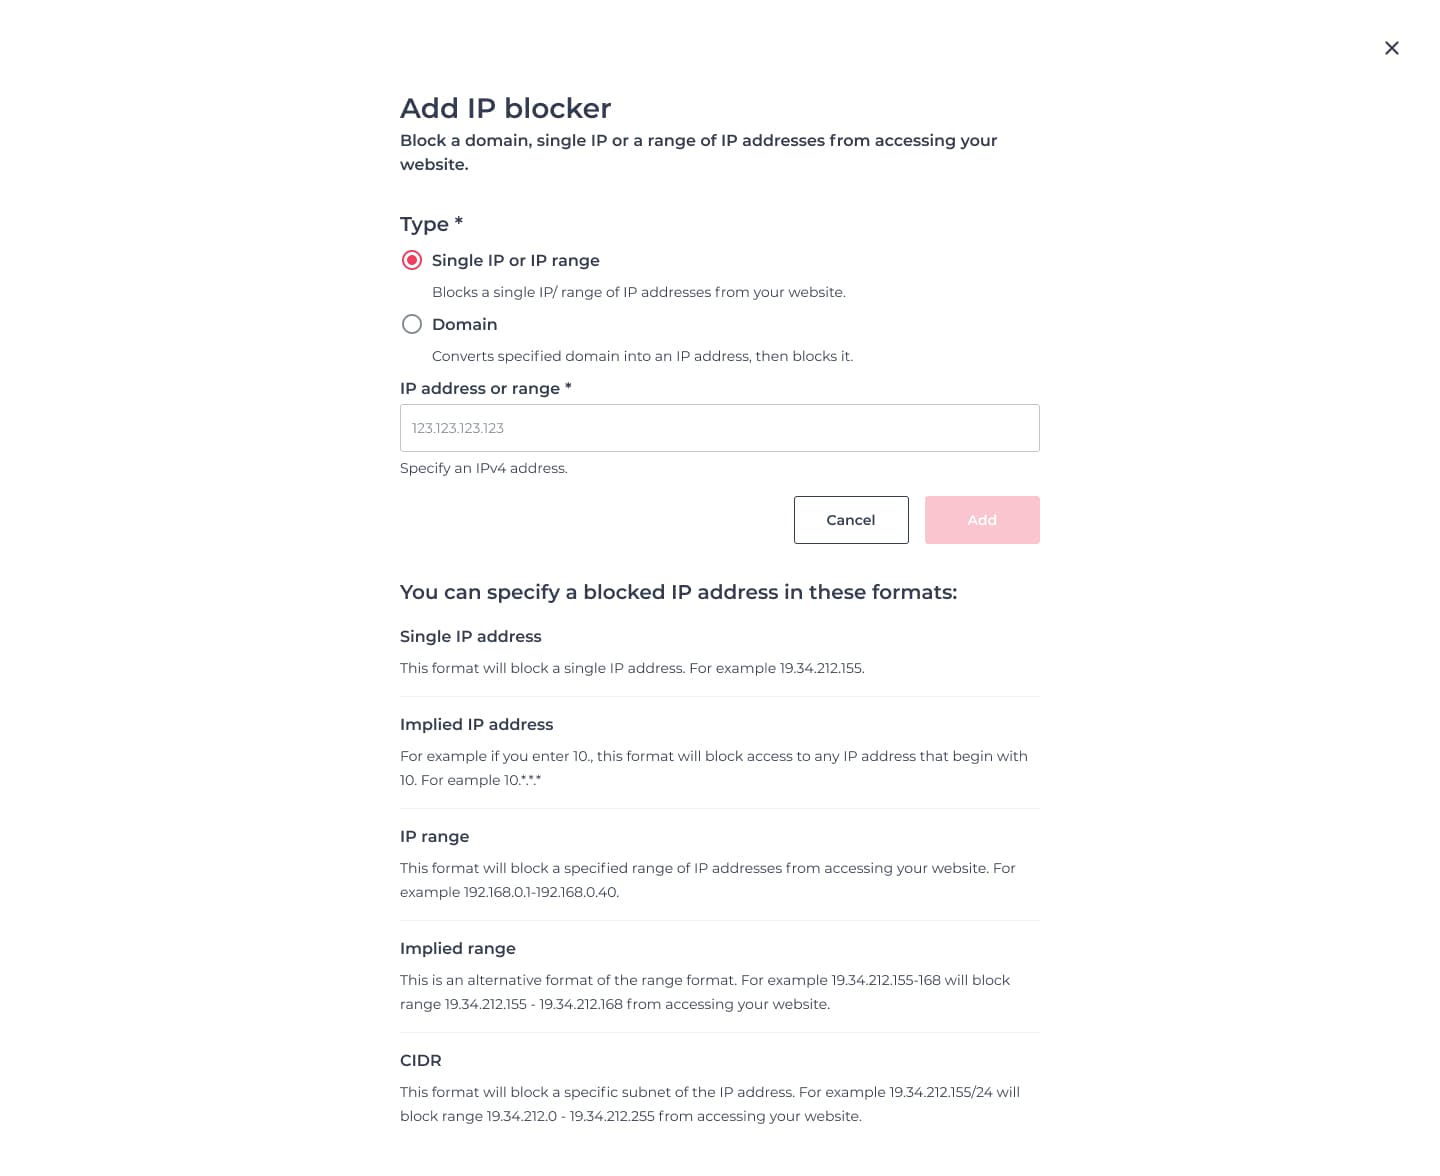 Add IP blocker
Block a domain, single IP or a range of IP addresses from accessing your
website.
Type *
Single IP or IP range
Blocks a single IP/ range of IP addresses from your website.
Domain
Converts specified domain into an IP address, then blocks it.
IP address or range *
123.123.123.123
Specify an IPv4 address.
Cancel
Add
You can specify a blocked IP address in these formats:
Single IP address
This format will block a single IP address. For example 19.34.212.155.
Implied IP address
For example if you enter 10., this format will block access to any IP address that begin with
10. For eample 10.*.*.*
IP range
This format will block a specified range of IP addresses from accessing your website. For
example 192.168.0.1-192.168.0.40.
Implied range
This is an alternative format of the range format. For example 19.34.212.155-168 will block
range 19.34.212.155 - 19.34.212.168 from accessing your website.
CIDR
This format will block a specific subnet of the IP address. For example 19.34.212.155/24 will
block range 19.34.212.0 - 19.34.212.255 from accessing your website.